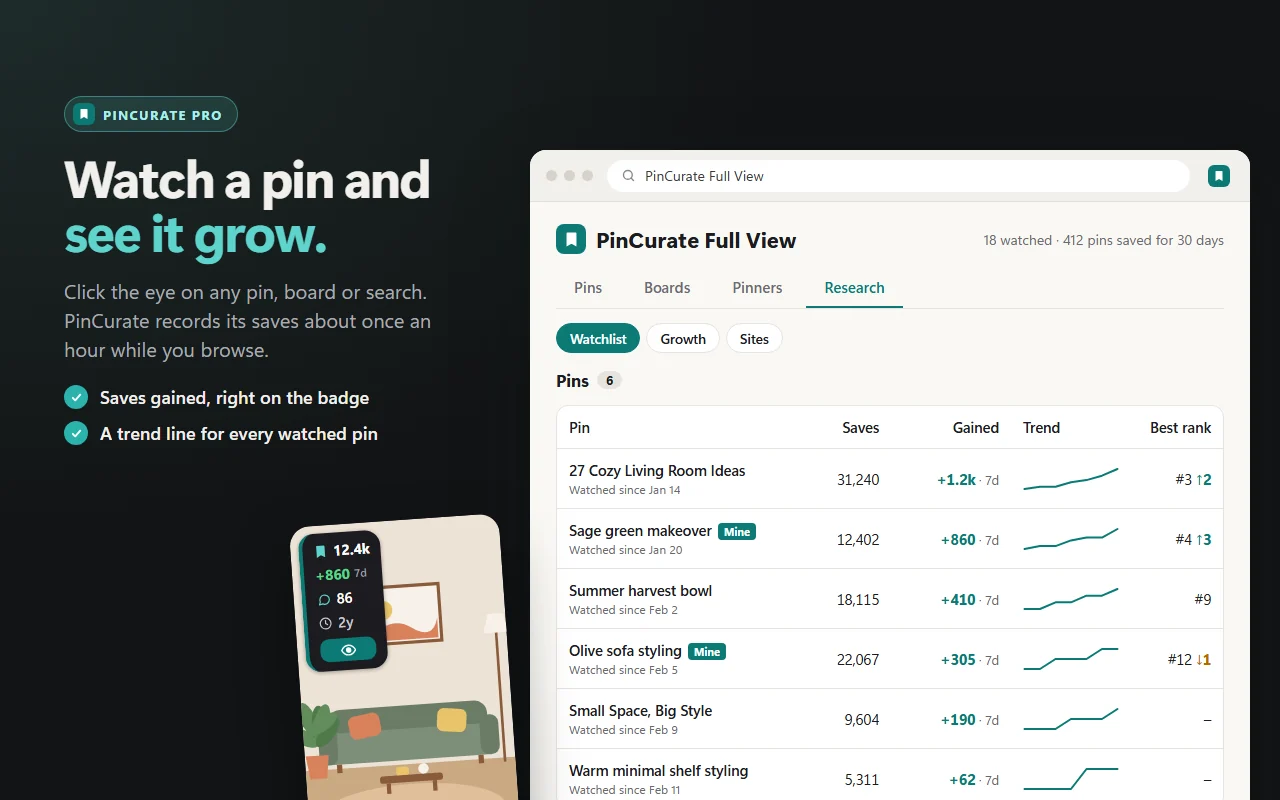 PINCURATE PRO
Watch a pin and
see it grow.
Click the eye on any pin, board or search.
PinCurate records its saves about once an
hour while you browse.
Saves gained, right on the badge
A trend line for every watched pin
12.4k
+860 7d
86
2y
PinCurate Full View
PinCurate Full View
18 watched · 412 pins saved for 30 days
Pins Boards Pinners Research
Watchlist Growth Sites
Pins 6
Pin Saves Gained Trend Best rank
27 Cozy Living Room Ideas 31,240 +1.2k · 7d #3 ↑2
Watched since Jan 14
Sage green makeover Mine 12,402 +860 · 7d #4 ↑3
Watched since Jan 20
Summer harvest bowl 18,115 +410 · 7d #9
Watched since Feb 2
Olive sofa styling Mine 22,067 +305 · 7d #12 ↓1
Watched since Feb 5
Small Space, Big Style 9,604 +190 · 7d –
Watched since Feb 9
Warm minimal shelf styling 5,311 +62 · 7d –
Watched since Feb 11